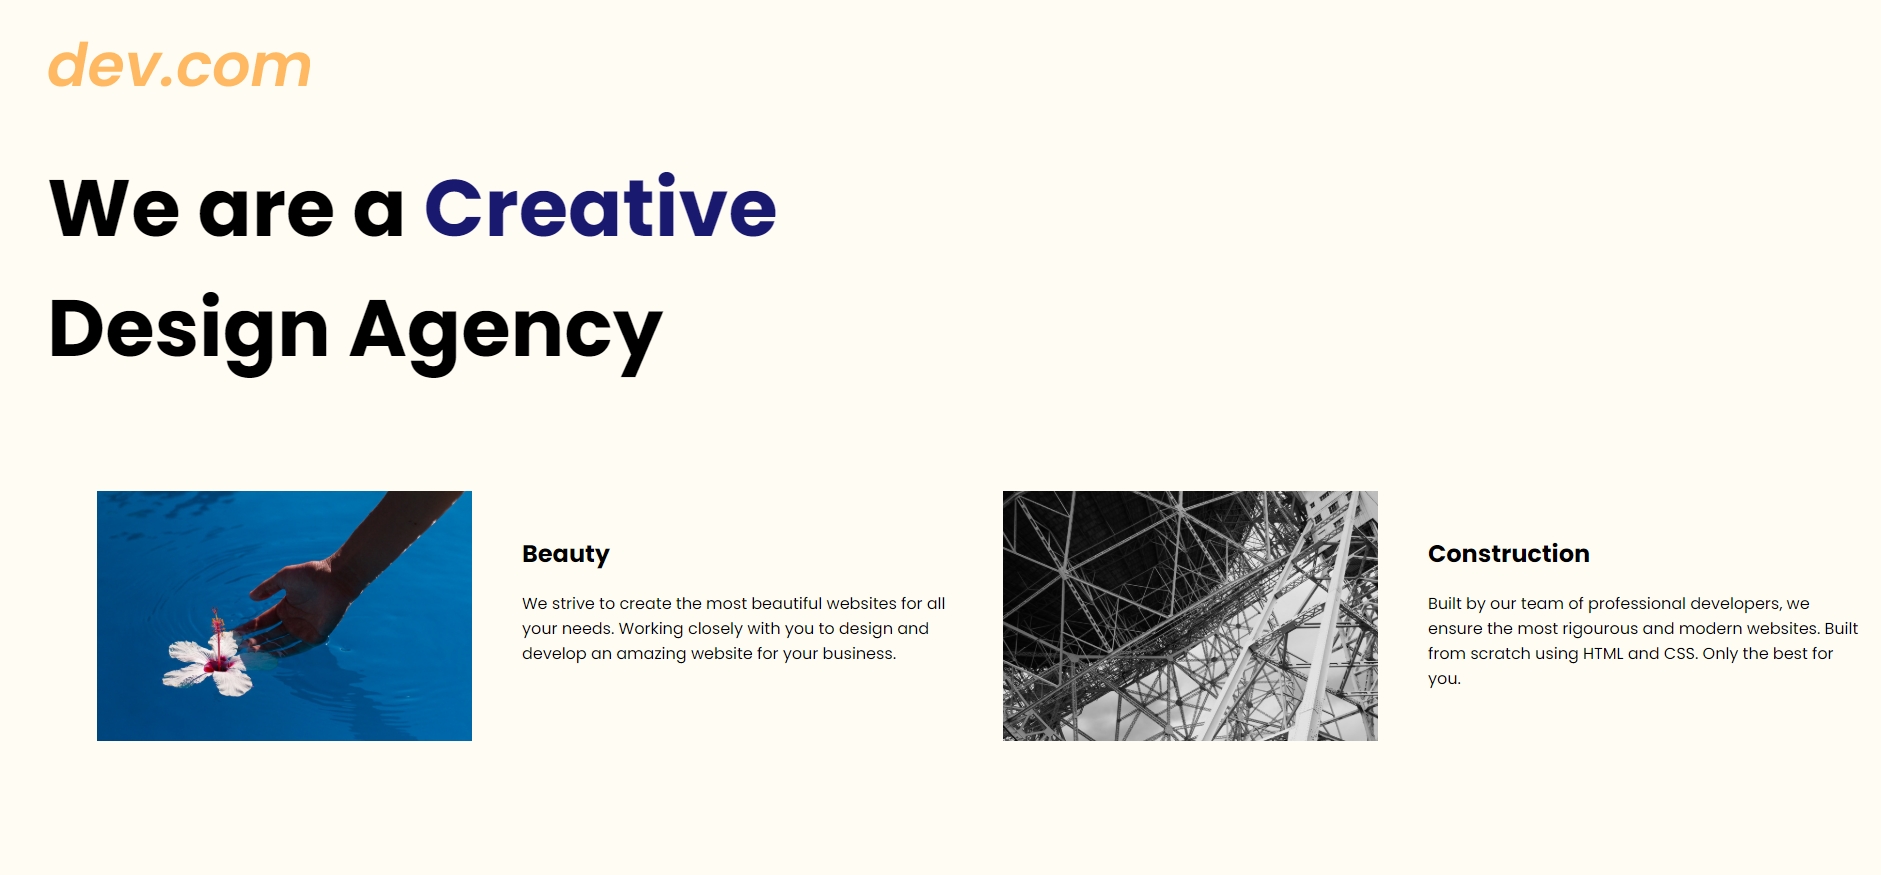 dev.com
We are a Creative
Design Agency
Beauty
We strive to create the most beautiful websites for all
your needs. Working closely with you to design and
develop an amazing website for your business.
Construction
Built by our team of professional developers, we
ensure the most rigourous and modern websites. Built
from scratch using HTML and CSS. Only the best for
you.